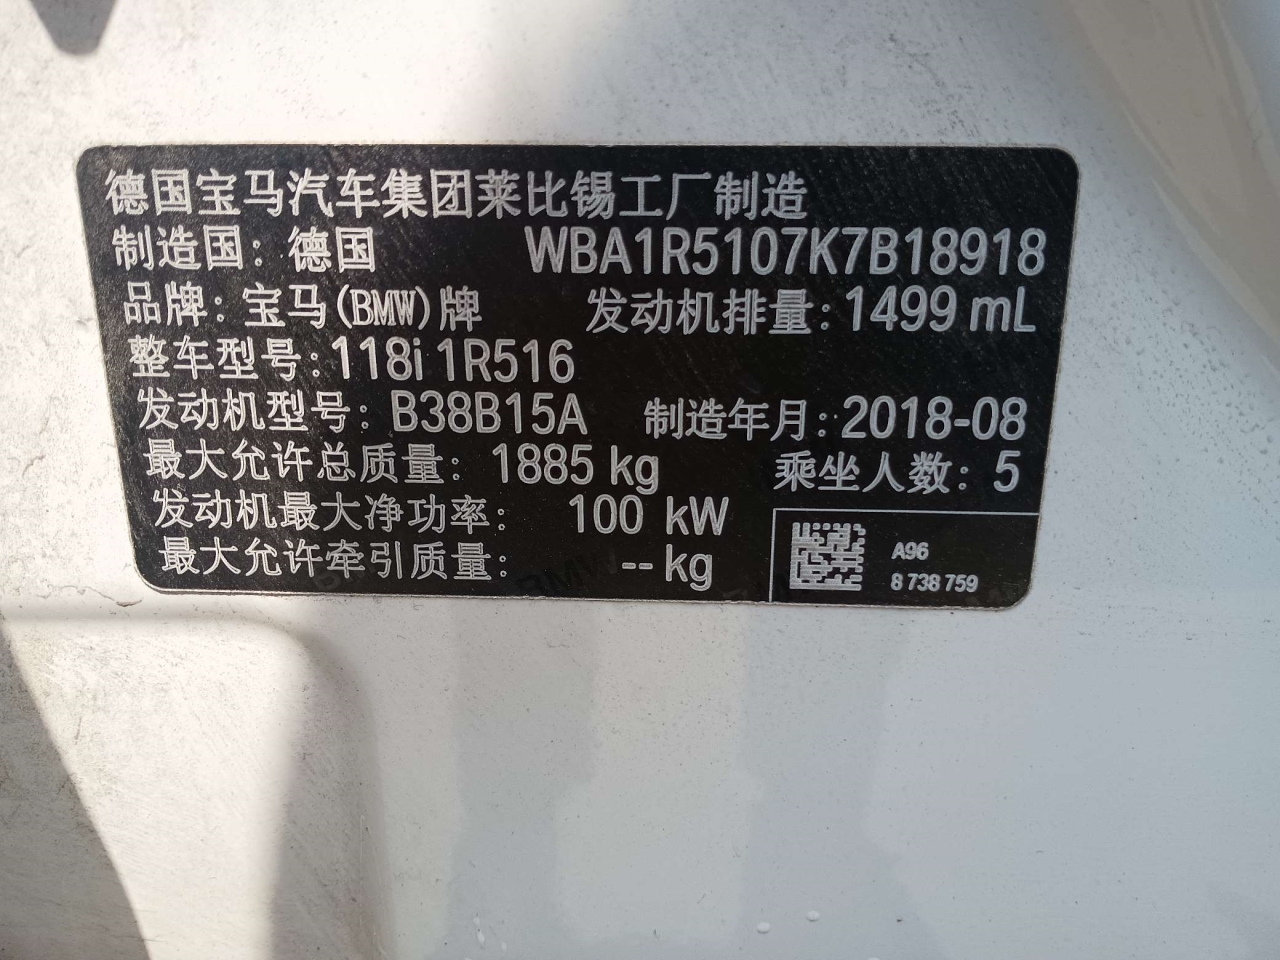 德国宝马汽车集团莱比锡工厂制造
制造国：德国 WBA1R5107K7B18918
品牌：宝马(BMW)牌 发动机排量：1499 mL
整车型号：118i 1R516
发动机型号：B38B15A 制造年月：2018-08
最大允许总质量：1885 kg 乘坐人数：5
发动机最大净功率：100 kW
最大允许牵引质量：-- kg
A96
8 738 759